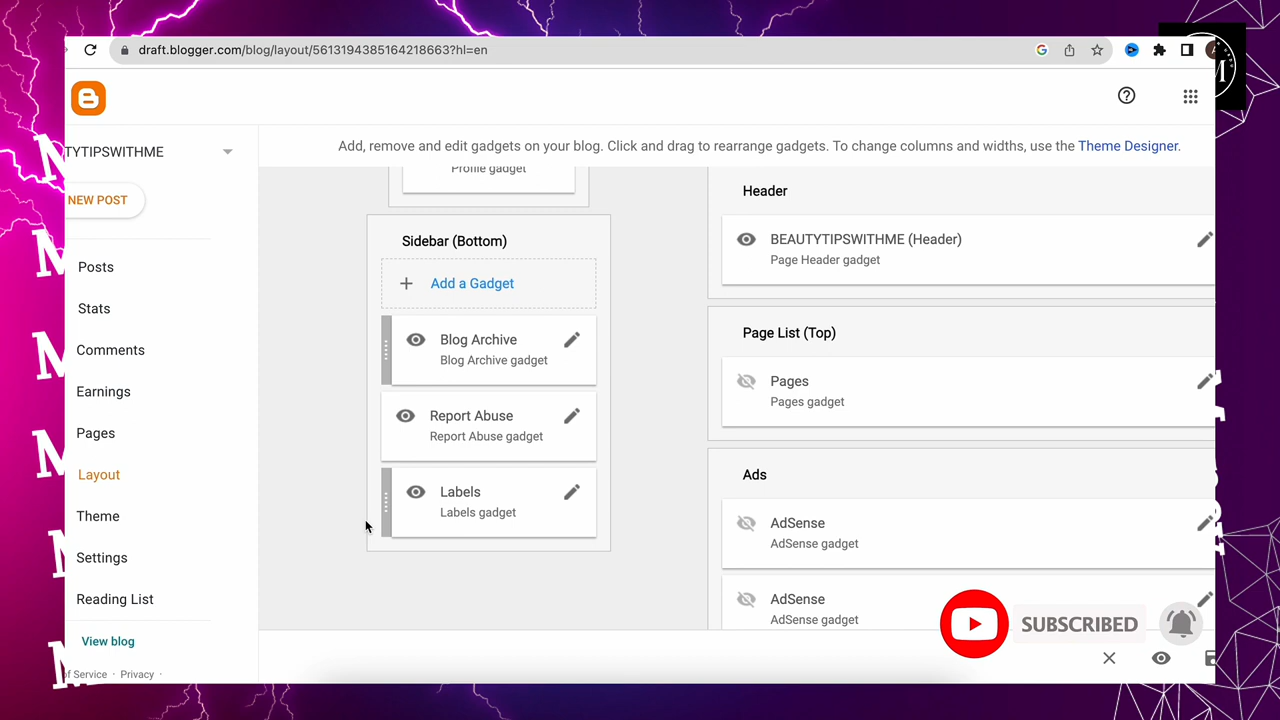 draft.blogger.com/blog/layout/5613194385164218663?hl=en
M
TYTIPSWITHME
NEW POST
Posts
Stats
Comments
Earnings
Pages
Layout
Theme
Settings
Reading List
View blog
of Service · Privacy ·
Add, remove and edit gadgets on your blog. Click and drag to rearrange gadgets. To change columns and widths, use the Theme Designer.
Profile gadget
Sidebar (Bottom)
+ Add a Gadget
Blog Archive
Blog Archive gadget
Report Abuse
Report Abuse gadget
Labels
Labels gadget
Header
BEAUTYTIPSWITHME (Header)
Page Header gadget
Page List (Top)
Pages
Pages gadget
Ads
AdSense
AdSense gadget
AdSense
AdSense gadget
SUBSCRIBED
M
M
M
M
M
M